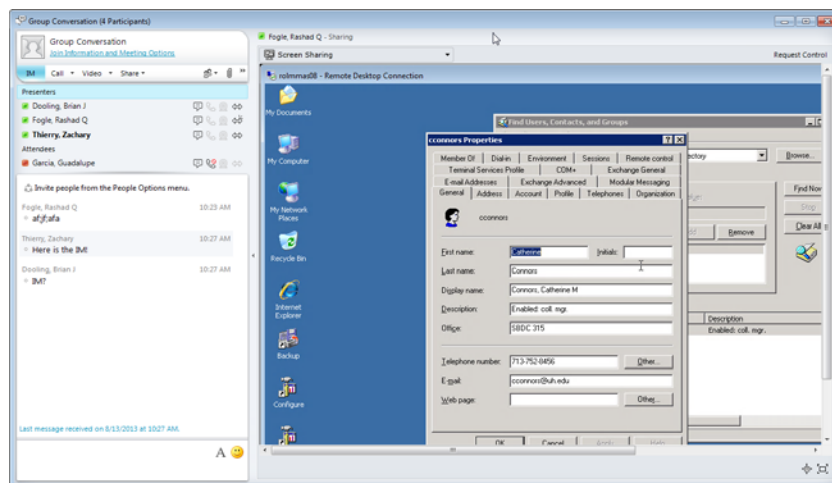 Group Conversation (4 Participants)
Group Conversation
Join Information and Meeting Options
IM Call Video Share
Presenters
Dooling, Brian J
Fogle, Rashad Q
Thierry, Zachary
Attendees
Garcia, Guadalupe
Invite people from the People Options menu.
Fogle, Rashad Q 10:23 AM
afjf;afa
Thierry, Zachary 10:27 AM
Here is the IM!
Dooling, Brian J 10:27 AM
IM?
Last message received on 8/13/2013 at 10:27 AM.
A
Fogle, Rashad Q - Sharing
Screen Sharing
Request Control
rolmmas08 - Remote Desktop Connection
My Documents
My Computer
My Network
Places
Recycle Bin
Internet
Explorer
Backup
Configure
Find Users, Contacts, and Groups
Browse...
Find Now
Stop
Clear All
Remove
Description
Enabled: coll. mgr.
cconnors Properties
Member Of Dial-in Environment Sessions Remote control
Terminal Services Profile COM+ Exchange General
E-mail Addresses Exchange Advanced Modular Messaging
General Address Account Profile Telephones Organization
cconnors
First name: Catherine Initials:
Last name: Connors
Display name: Connors, Catherine M
Description: Enabled: coll. mgr.
Office: SBDC 315
Telephone number: 713-752-8456 Other...
E-mail: cconnors@uh.edu
Web page: Other...
OK Cancel Apply Help